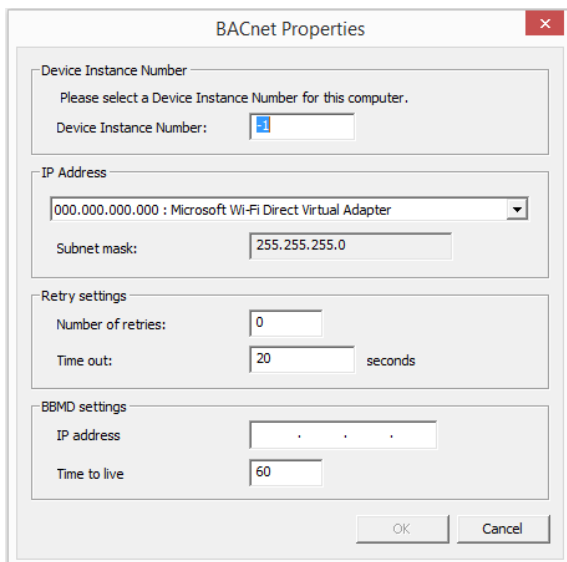 BACnet Properties
Device Instance Number
Please select a Device Instance Number for this computer.
Device Instance Number: -1
IP Address
000.000.000.000 : Microsoft Wi-Fi Direct Virtual Adapter
Subnet mask: 255.255.255.0
Retry settings
Number of retries: 0
Time out: 20 seconds
BBMD settings
IP address . . .
Time to live 60
OK Cancel